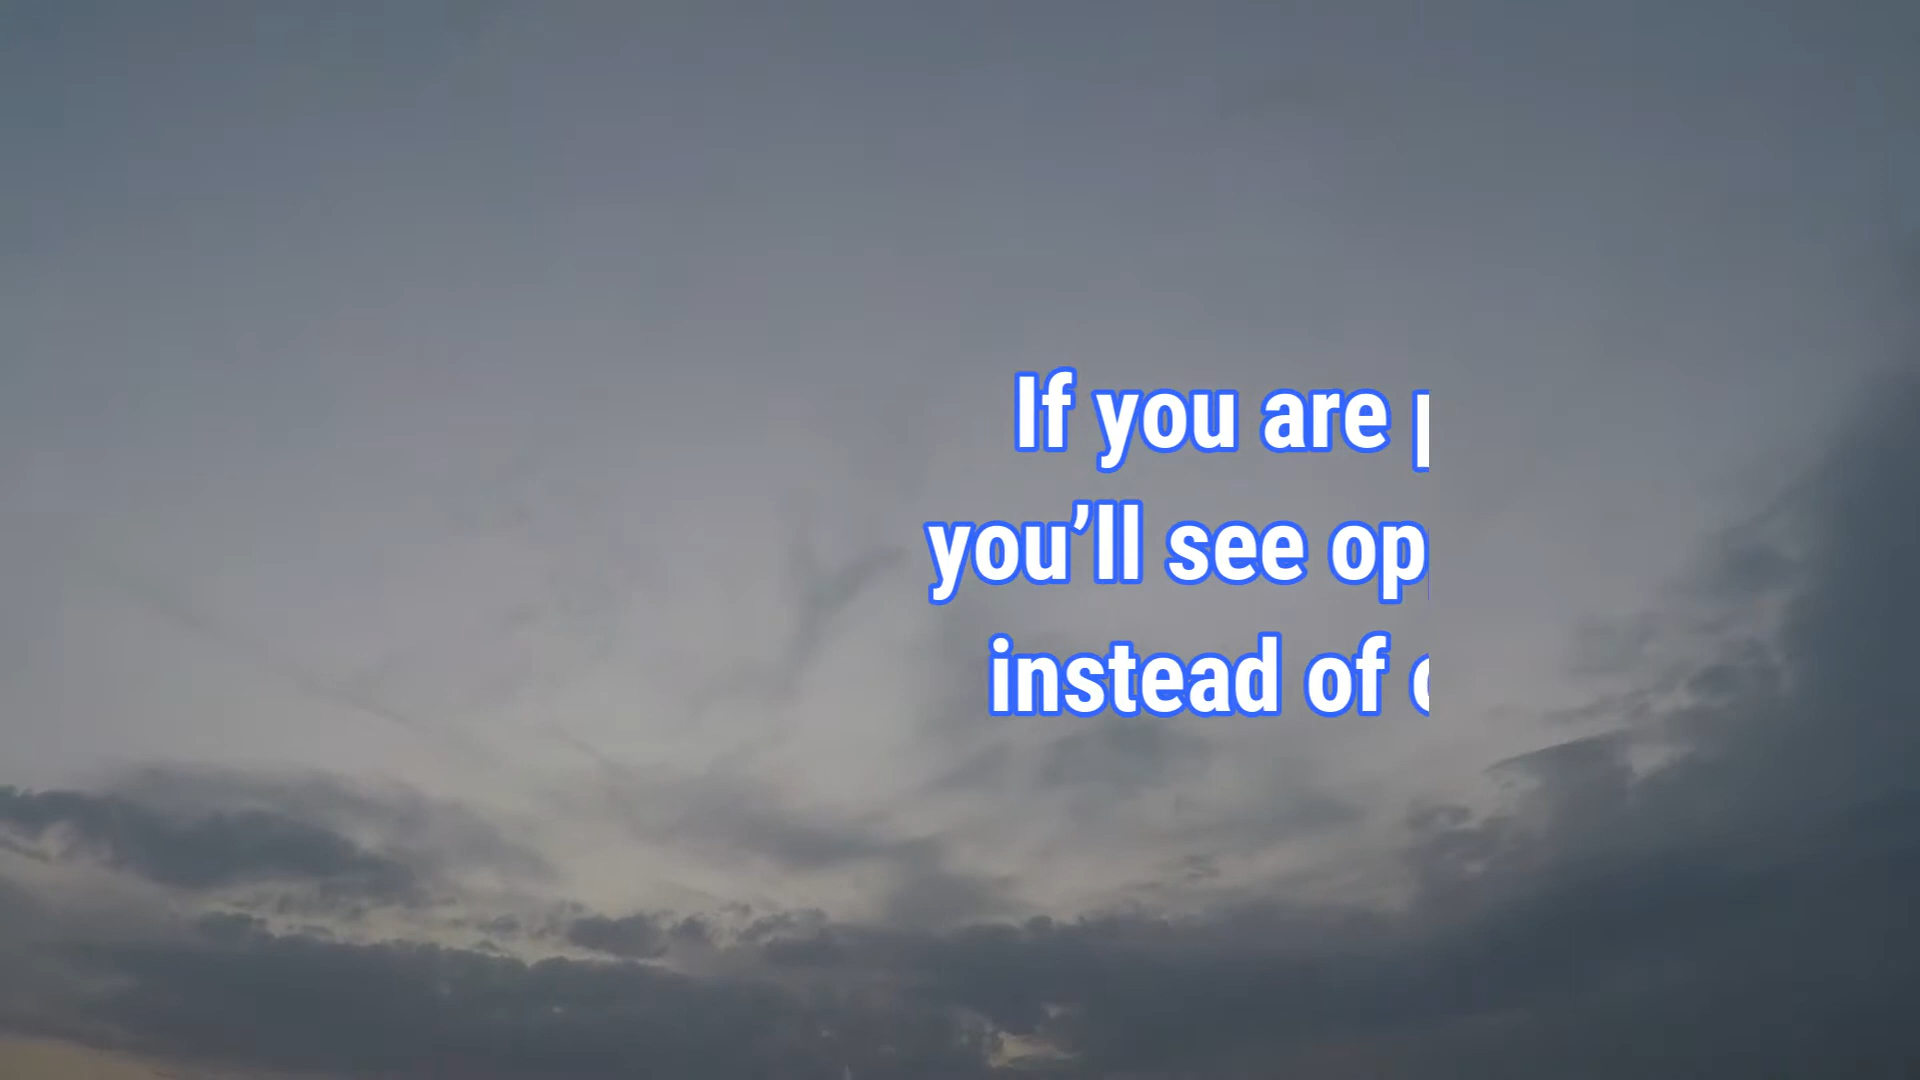 If you are
you’ll see op
instead of